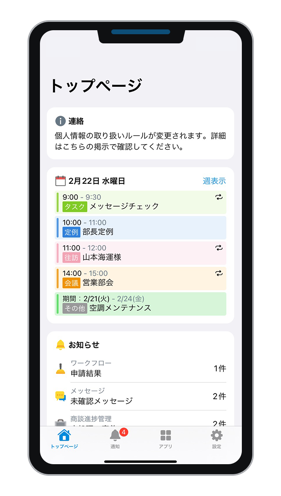 トップページ
連絡
個人情報の取り扱いルールが変更されます。詳細
はこちらの掲示で確認してください。
2月22日 水曜日 週表示
9:00 - 9:30
タスク メッセージチェック
10:00 - 11:00
定例 部長定例
11:00 - 12:00
往訪 山本海運様
14:00 - 15:00
会議 営業部会
期間：2/21(火) - 2/24(金)
その他 空調メンテナンス
お知らせ
ワークフロー
申請結果 1件
メッセージ
未確認メッセージ 2件
商談進捗管理
2件
4
トップページ 通知 アプリ 設定